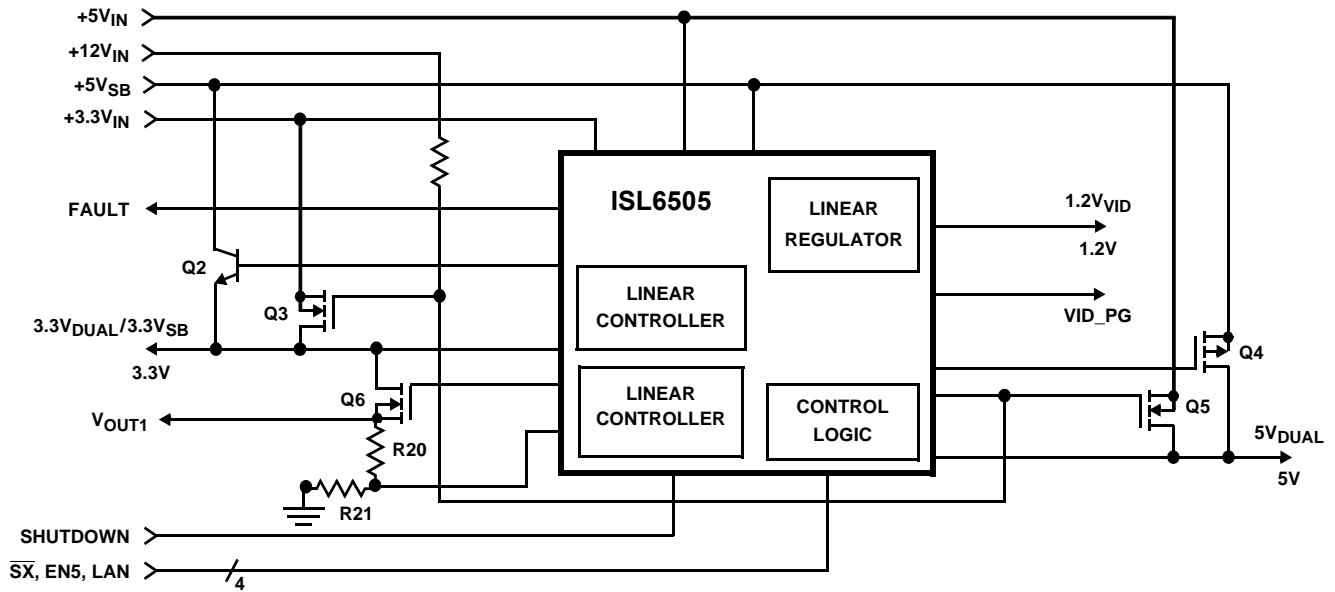 +5VIN
+12VIN
+5VSB
+3.3VIN
FAULT
Q2
Q3
3.3VDUAL/3.3VSB
3.3V
Q6
VOUT1
R20
R21
SHUTDOWN
S̅X̅, EN5, LAN
4
ISL6505
LINEAR
REGULATOR
LINEAR
CONTROLLER
LINEAR
CONTROLLER
CONTROL
LOGIC
1.2VVID
1.2V
VID_PG
Q4
Q5
5VDUAL
5V